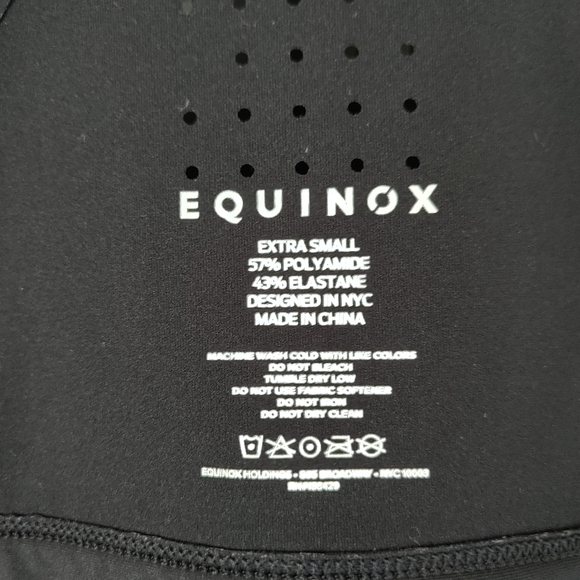 EQUINOX
EXTRA SMALL
57% POLYAMIDE
43% ELASTANE
DESIGNED IN NYC
MADE IN CHINA
MACHINE WASH COLD WITH LIKE COLORS
DO NOT BLEACH
TUMBLE DRY LOW
DO NOT USE FABRIC SOFTENER
DO NOT IRON
DO NOT DRY CLEAN
EQUINOX HOLDINGS • BROADWAY • NYC 10003